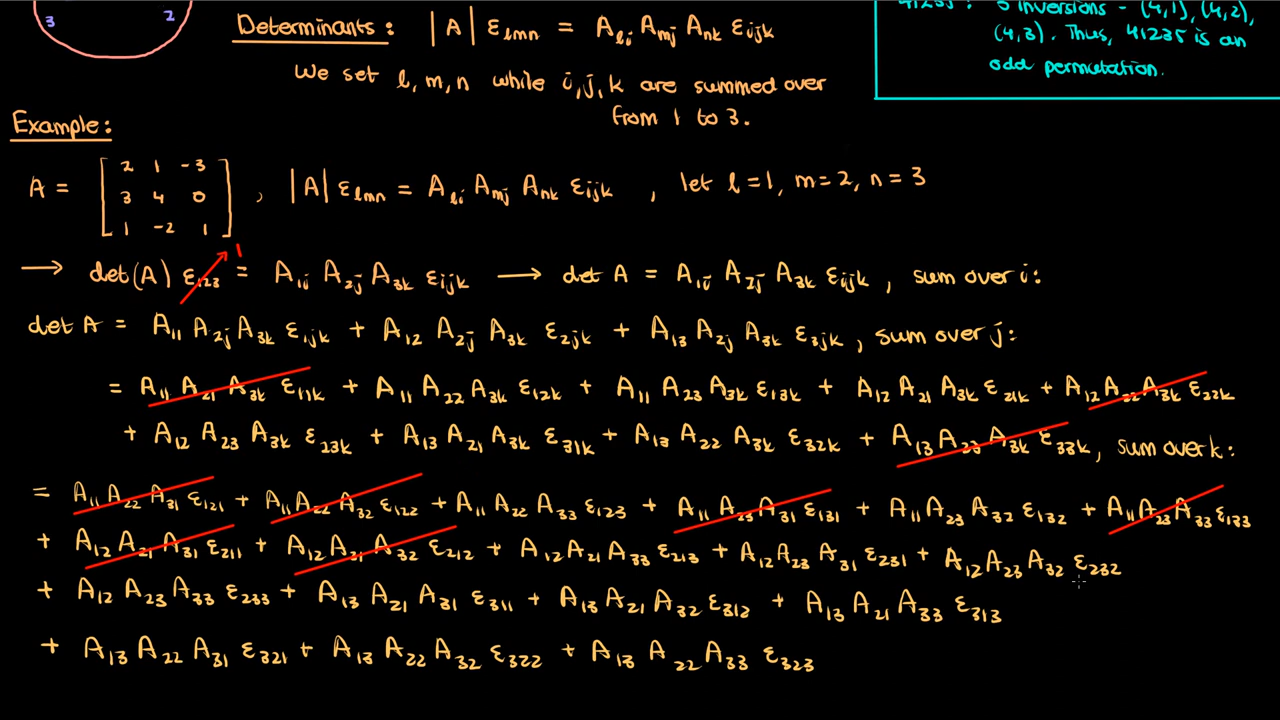 3 2
Determinants: |A| ε_lmn = A_li A_mj A_nk ε_ijk
We set l, m, n while i, j, k are summed over
from 1 to 3.
3 inversions - (4,1), (4,2),
(4,3). Thus, 41235 is an
odd permutation.
Example:
A = [ 2 1 -3
3 4 0
1 -2 1 ] , |A| ε_lmn = A_li A_mj A_nk ε_ijk , let l=1, m=2, n=3
→ det(A) ε_123 1 = A_1i A_2j A_3k ε_ijk → det A = A_1i A_2j A_3k ε_ijk, sum over i:
det A = A_11 A_2j A_3k ε_1jk + A_12 A_2j A_3k ε_2jk + A_13 A_2j A_3k ε_3jk, sum over j:
= A_11 A_21 A_3k ε_11k + A_11 A_22 A_3k ε_12k + A_11 A_23 A_3k ε_13k + A_12 A_21 A_3k ε_21k + A_12 A_22 A_3k ε_22k
+ A_12 A_23 A_3k ε_23k + A_13 A_21 A_3k ε_31k + A_13 A_22 A_3k ε_32k + A_13 A_23 A_3k ε_33k, sum over k:
= A_11 A_22 A_31 ε_121 + A_11 A_22 A_32 ε_122 + A_11 A_22 A_33 ε_123 + A_11 A_23 A_31 ε_131 + A_11 A_23 A_32 ε_132 + A_11 A_23 A_33 ε_133
+ A_12 A_21 A_31 ε_211 + A_12 A_21 A_32 ε_212 + A_12 A_21 A_33 ε_213 + A_12 A_23 A_31 ε_231 + A_12 A_23 A_32 ε_232
+ A_12 A_23 A_33 ε_233 + A_13 A_21 A_31 ε_311 + A_13 A_21 A_32 ε_312 + A_13 A_21 A_33 ε_313
+ A_13 A_22 A_31 ε_321 + A_13 A_22 A_32 ε_322 + A_13 A_22 A_33 ε_323